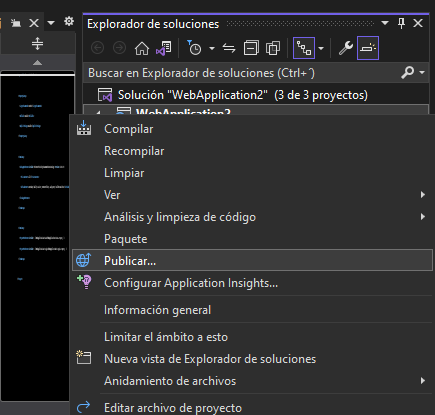 Explorador de soluciones
Buscar en Explorador de soluciones (Ctrl+´)
Solución "WebApplication2" (3 de 3 proyectos)
WebApplication2
Compilar
Recompilar
Limpiar
Ver
Análisis y limpieza de código
Paquete
Publicar...
Configurar Application Insights...
Información general
Limitar el ámbito a esto
Nueva vista de Explorador de soluciones
Anidamiento de archivos
Editar archivo de proyecto